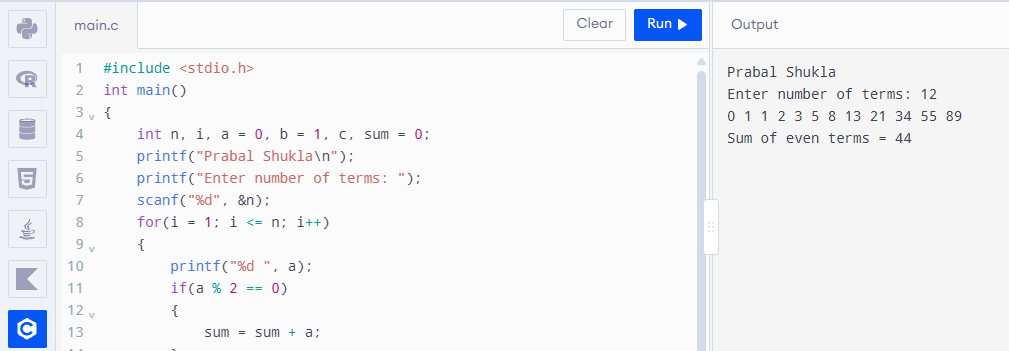 main.c
Clear
Run
Output
1 #include <stdio.h>
2 int main()
3 {
4 int n, i, a = 0, b = 1, c, sum = 0;
5 printf("Prabal Shukla\n");
6 printf("Enter number of terms: ");
7 scanf("%d", &n);
8 for(i = 1; i <= n; i++)
9 {
10 printf("%d ", a);
11 if(a % 2 == 0)
12 {
13 sum = sum + a;
Prabal Shukla
Enter number of terms: 12
0 1 1 2 3 5 8 13 21 34 55 89
Sum of even terms = 44